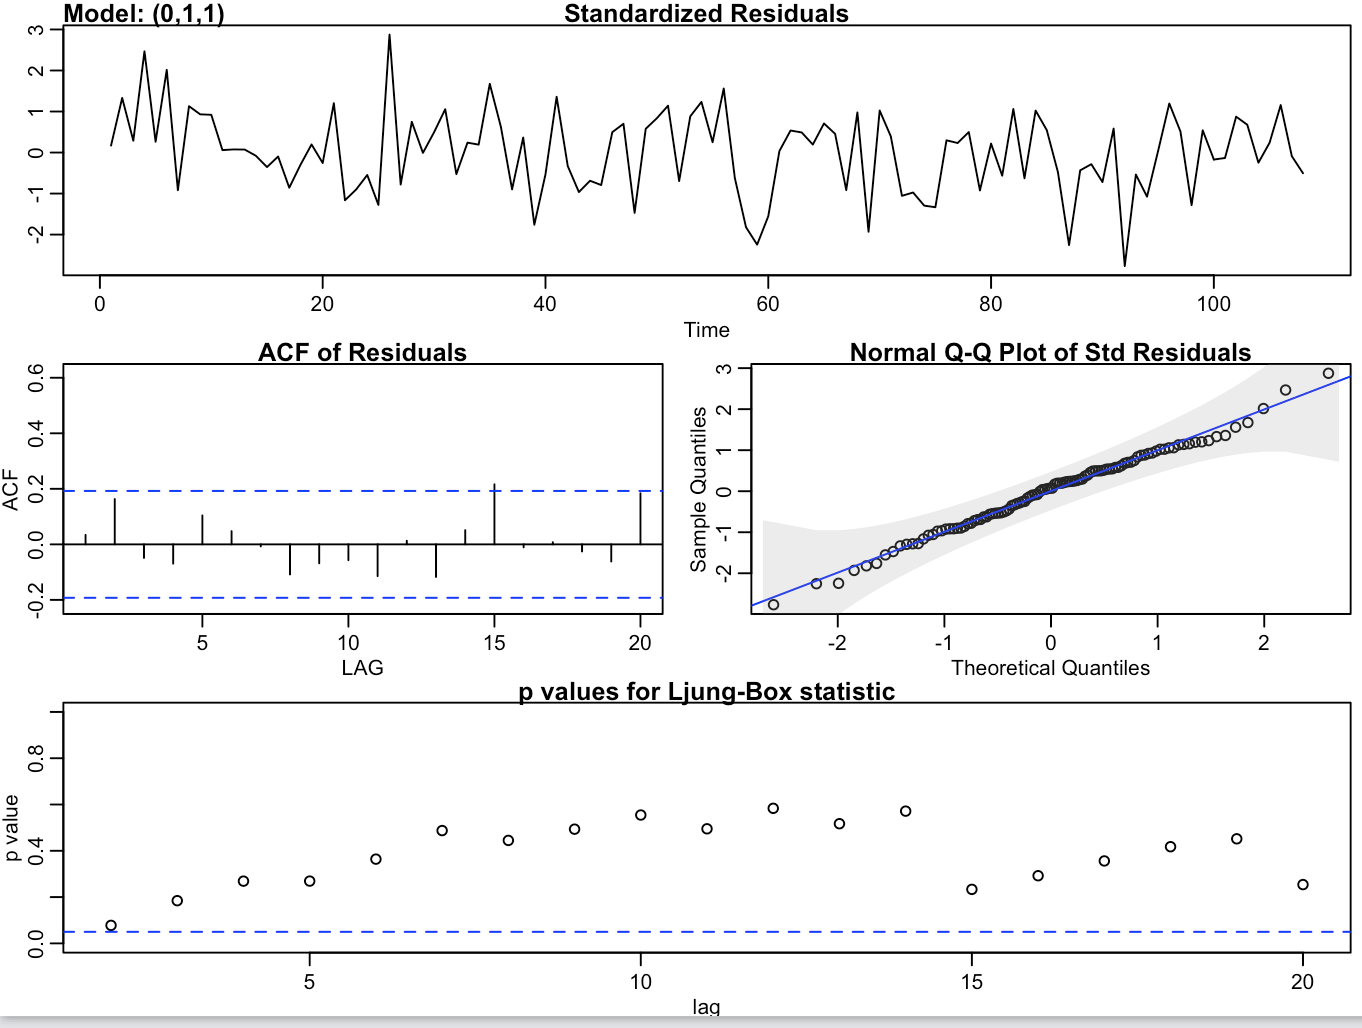 Model: (0,1,1) Standardized Residuals
3
2
1
0
-1
-2
0 20 40 60 80 100
Time
ACF of Residuals
ACF
0.6
0.4
0.2
0.0
-0.2
5 10 15 20
LAG
Normal Q-Q Plot of Std Residuals
Sample Quantiles
3
2
1
0
-1
-2
-2 -1 0 1 2
Theoretical Quantiles
p values for Ljung-Box statistic
p value
0.8
0.4
0.0
5 10 15 20
lag